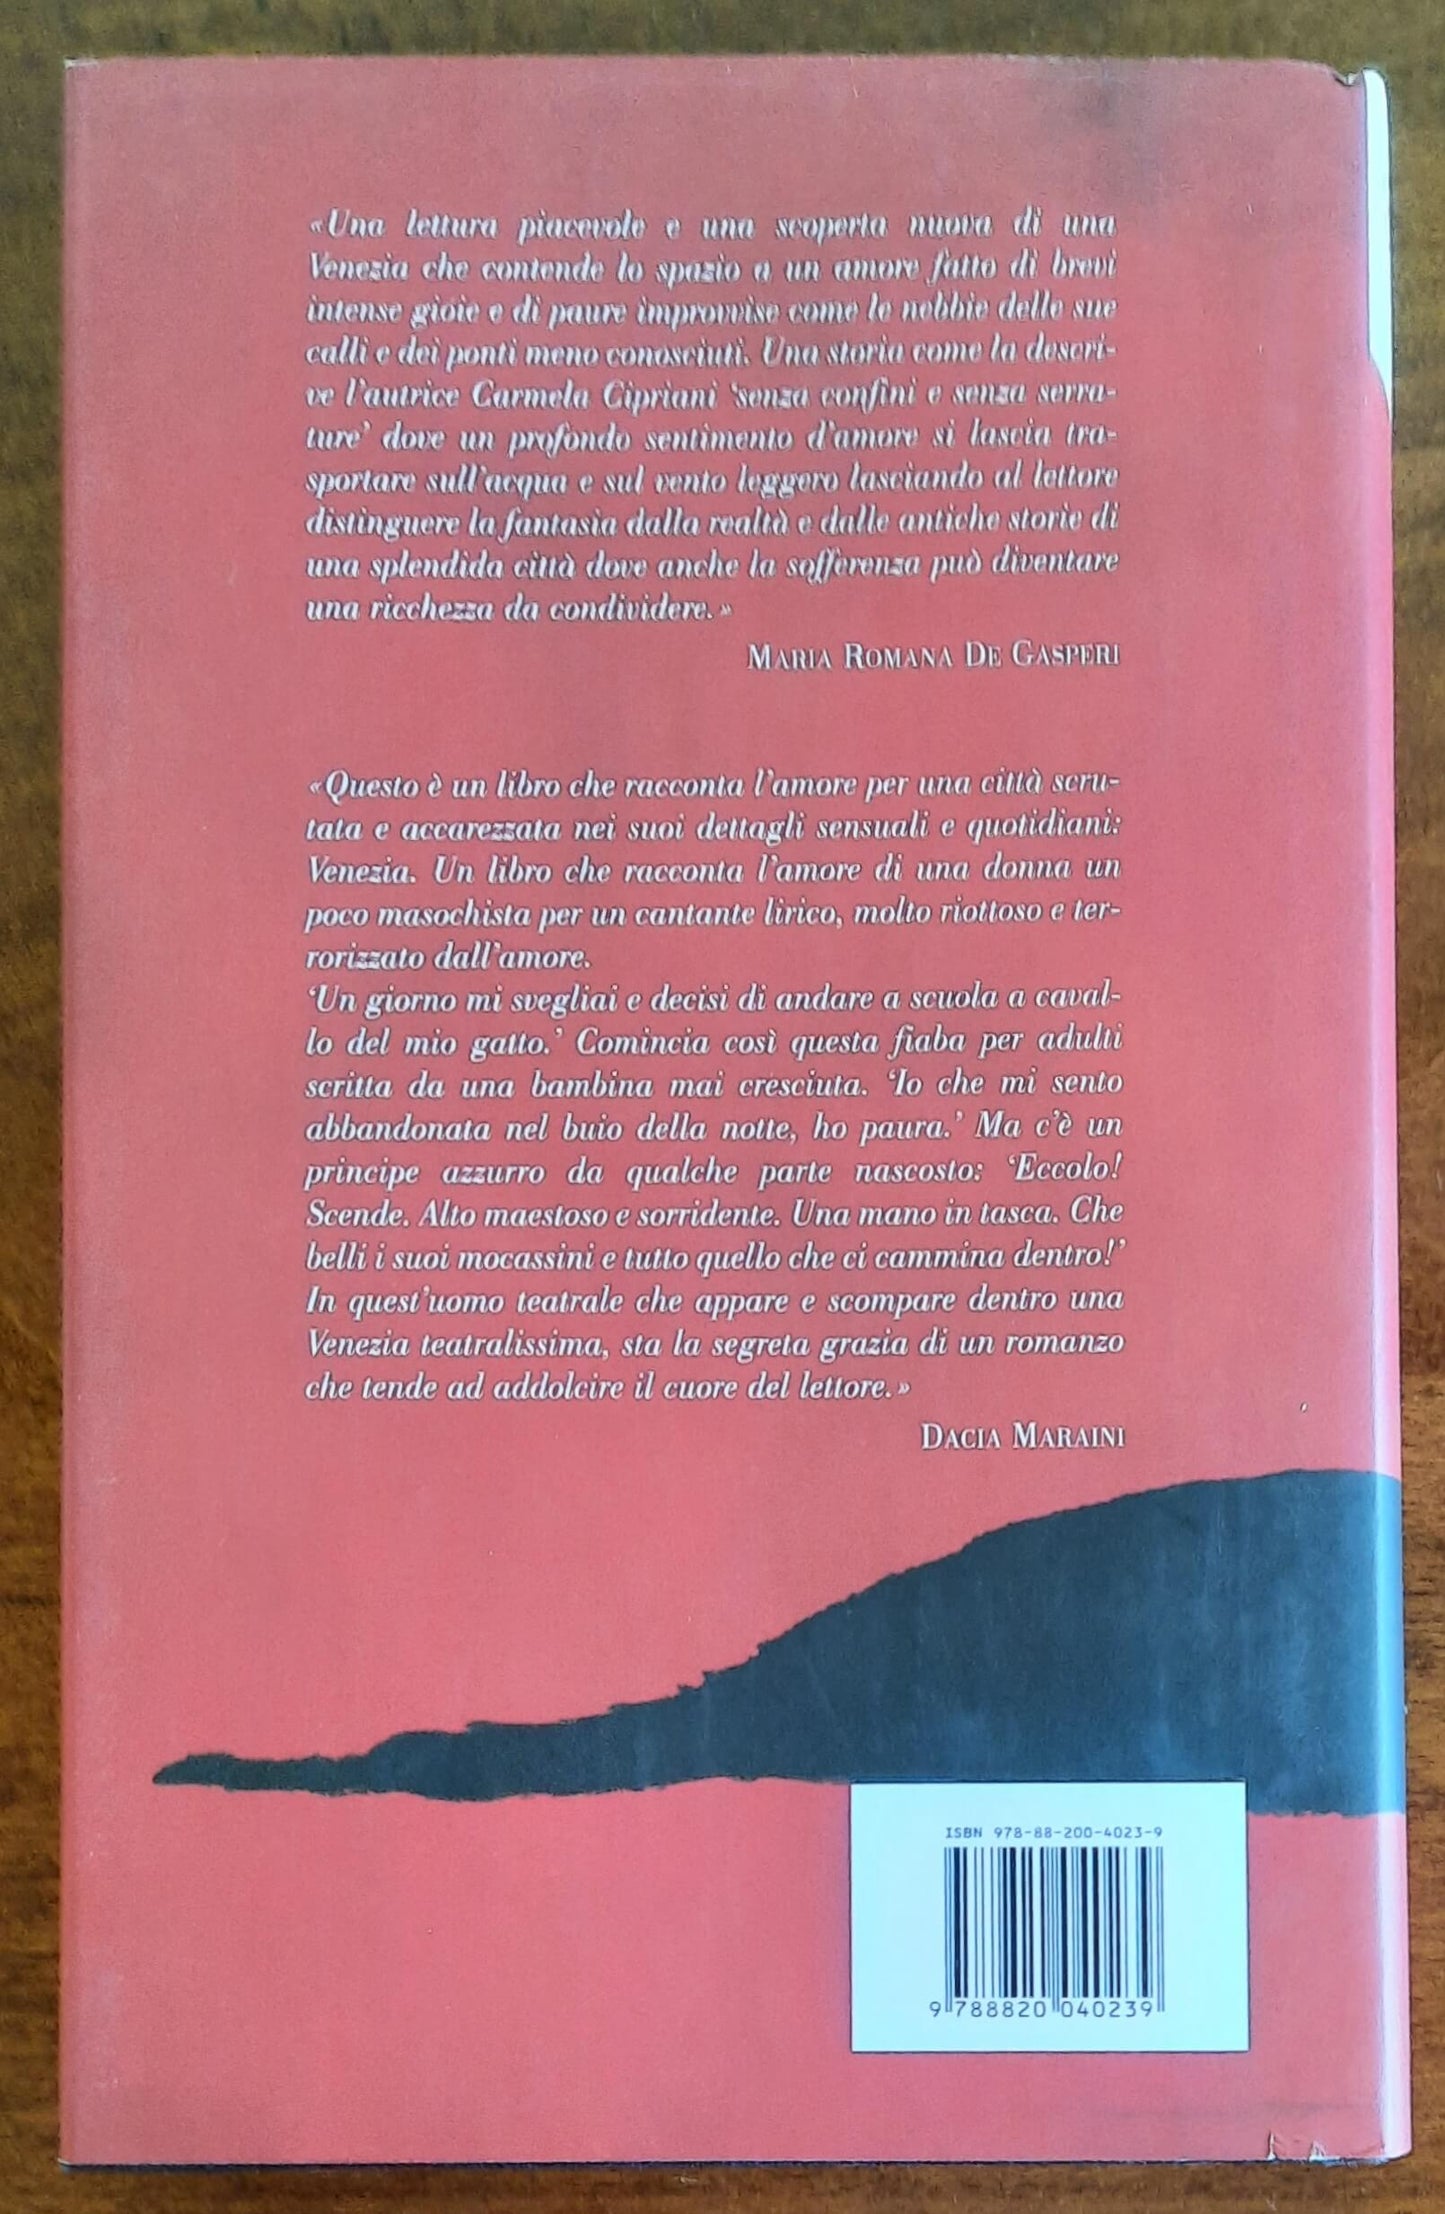 «Una lettura piacevole e una scoperta nuova di una
Venezia che contende lo spazio a un amore fatto di brevi
intense gioie e di paure improvvise come le nebbie delle sue
calli e dei ponti meno conosciuti. Una storia come la descri-
ve l'autrice Carmela Cipriani 'senza confini e senza serra-
ture' dove un profondo sentimento d'amore si lascia tra-
sportare sull'acqua e sul vento leggero lasciando al lettore
distinguere la fantasia dalla realtà e dalle antiche storie di
una splendida città dove anche la sofferenza può diventare
una ricchezza da condividere.»
MARIA ROMANA DE GASPERI
«Questo è un libro che racconta l'amore per una città scru-
tata e accarezzata nei suoi dettagli sensuali e quotidiani:
Venezia. Un libro che racconta l'amore di una donna un
poco masochista per un cantante lirico, molto riottoso e ter-
rorizzato dall'amore.
'Un giorno mi svegliai e decisi di andare a scuola a caval-
lo del mio gatto.' Comincia così questa fiaba per adulti
scritta da una bambina mai cresciuta. 'Io che mi sento
abbandonata nel buio della notte, ho paura.' Ma c'è un
principe azzurro da qualche parte nascosto: 'Eccolo!
Scende. Alto maestoso e sorridente. Una mano in tasca. Che
belli i suoi mocassini e tutto quello che ci cammina dentro!'
In quest'uomo teatrale che appare e scompare dentro una
Venezia teatralissima, sta la segreta grazia di un romanzo
che tende ad addolcire il cuore del lettore.»
DACIA MARAINI
ISBN 978-88-200-4023-9
9 788820 040239